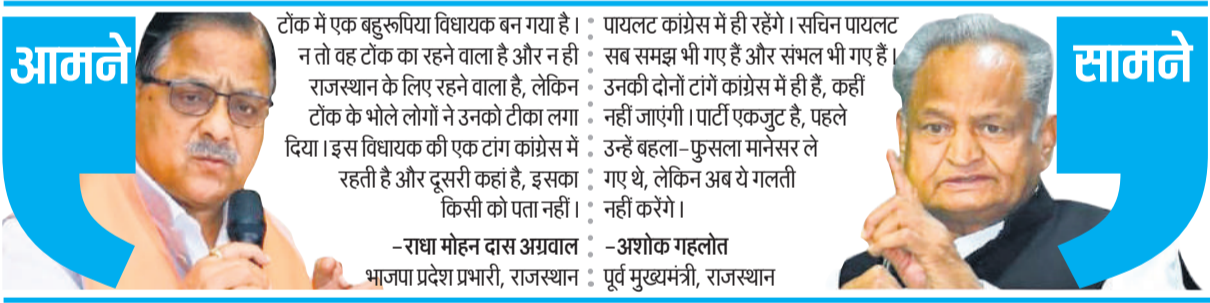 आमने
टोंक में एक बहुरूपिया विधायक बन गया है।
न तो वह टोंक का रहने वाला है और न ही
राजस्थान के लिए रहने वाला है, लेकिन
टोंक के भोले लोगों ने उनको टीका लगा
दिया। इस विधायक की एक टांग कांग्रेस में
रहती है और दूसरी कहां है, इसका
किसी को पता नहीं।
-राधा मोहन दास अग्रवाल
भाजपा प्रदेश प्रभारी, राजस्थान
पायलट कांग्रेस में ही रहेंगे। सचिन पायलट
सब समझ भी गए हैं और संभल भी गए हैं।
उनकी दोनों टांगें कांग्रेस में ही हैं, कहीं
नहीं जाएंगी। पार्टी एकजुट है, पहले
उन्हें बहला-फुसला मानेसर ले
गए थे, लेकिन अब ये गलती
नहीं करेंगे।
-अशोक गहलोत
पूर्व मुख्यमंत्री, राजस्थान
सामने